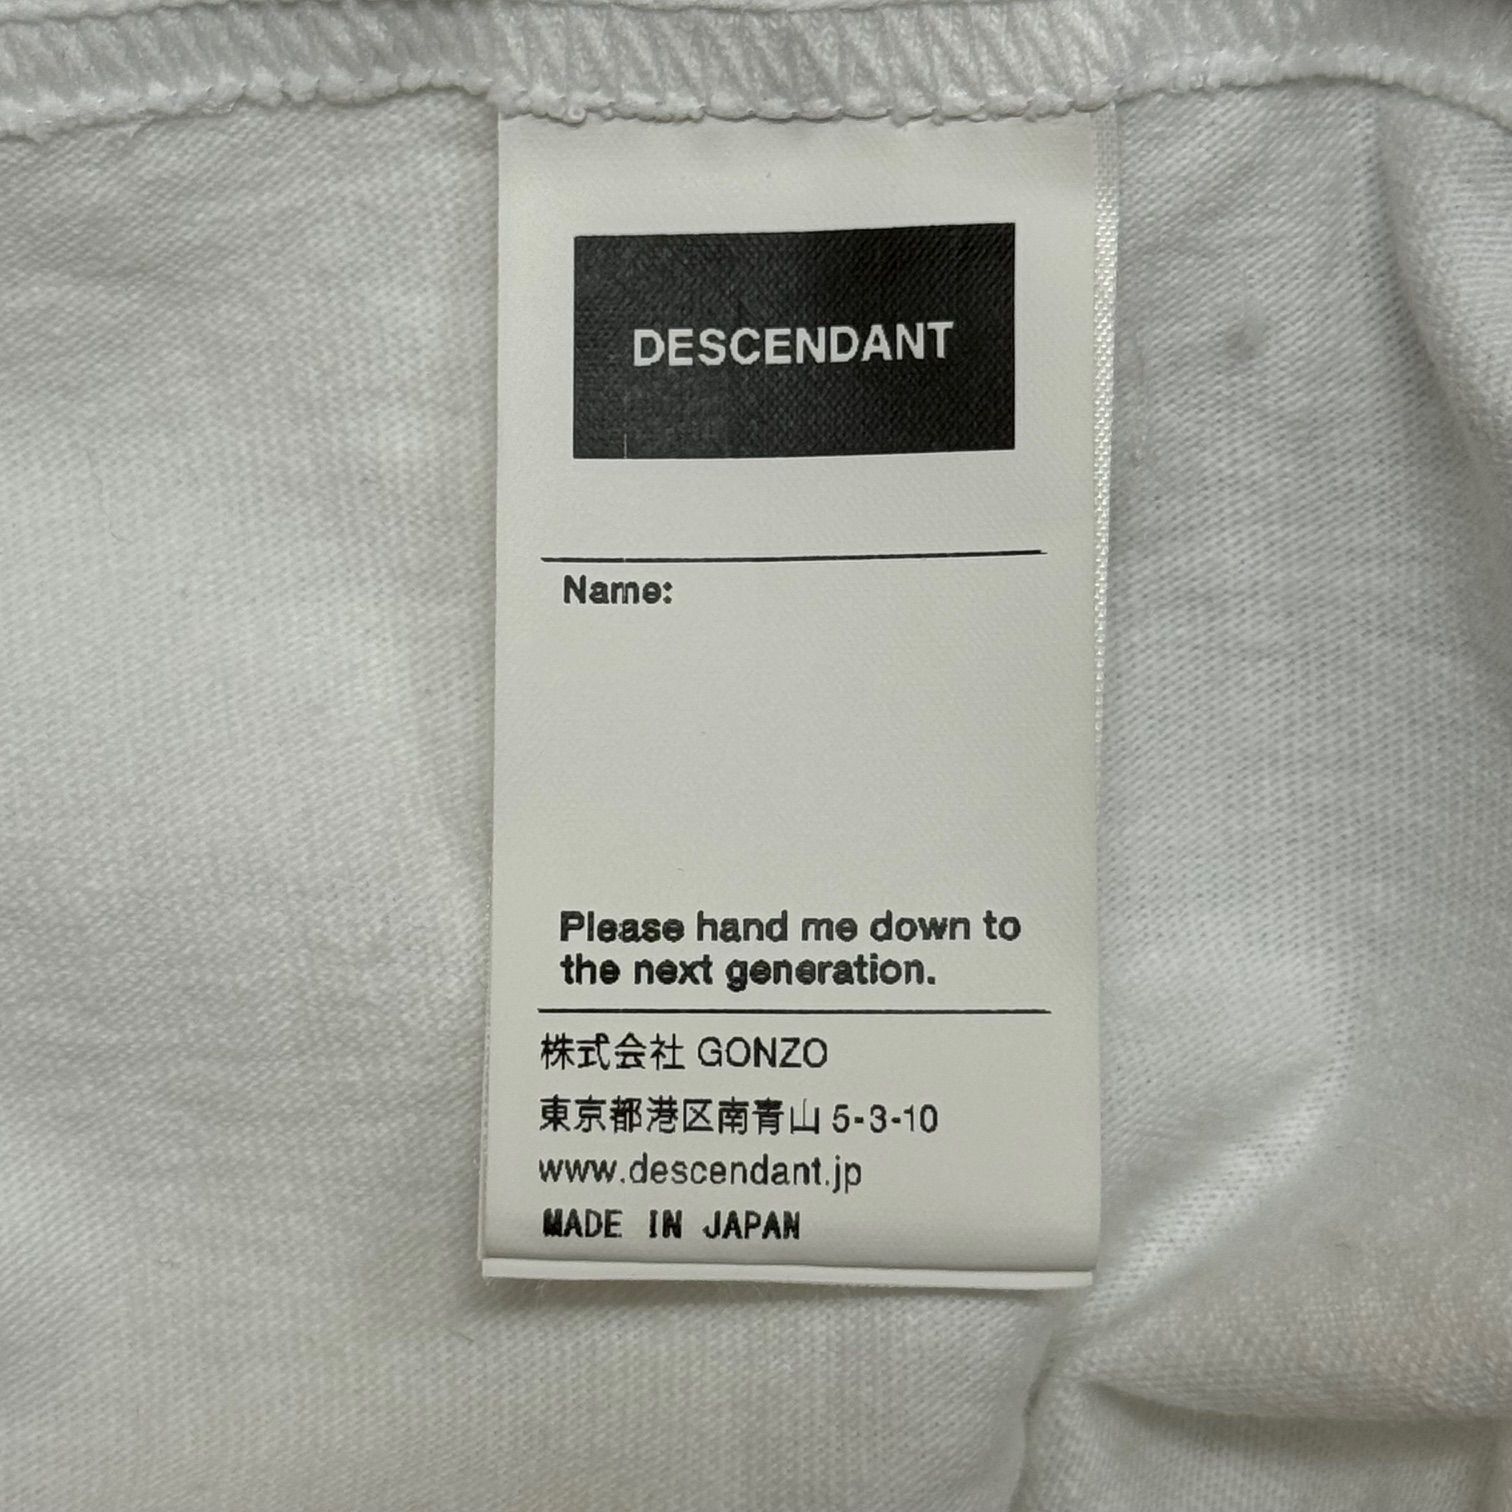 DESCENDANT
Name:
Please hand me down to
the next generation.
株式会社 GONZO
東京都港区南青山 5-3-10
www.descendant.jp
MADE IN JAPAN